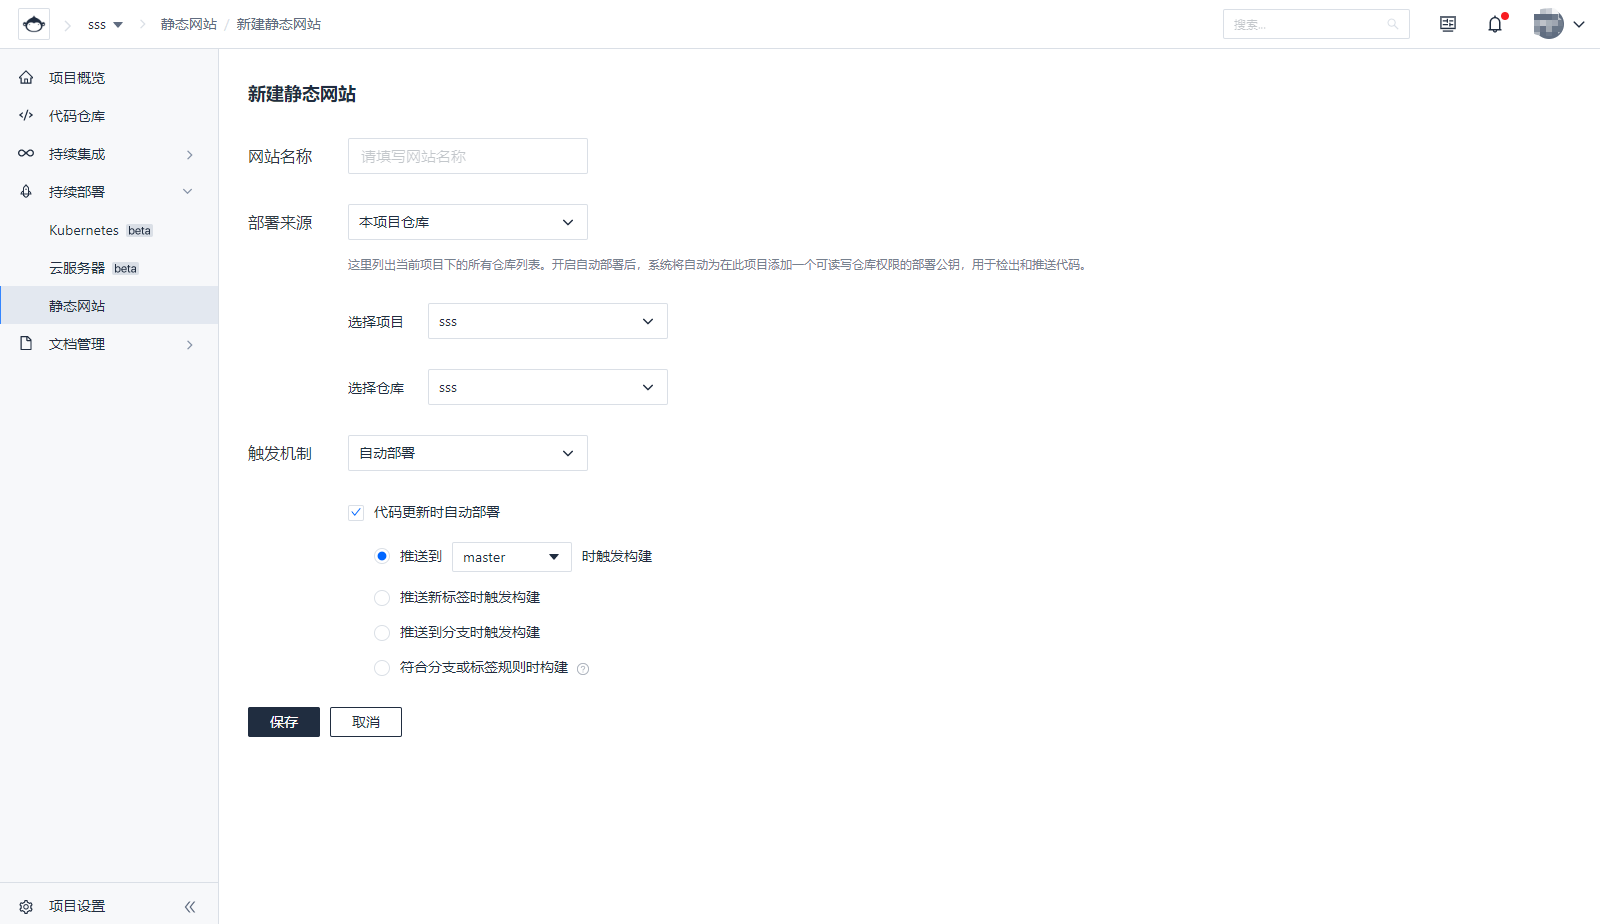 sss
静态网站 / 新建静态网站
搜索...
项目概览
代码仓库
持续集成
持续部署
Kubernetes beta
云服务器 beta
静态网站
文档管理
项目设置
新建静态网站
网站名称 请填写网站名称
部署来源 本项目仓库
这里列出当前项目下的所有仓库列表。开启自动部署后，系统将自动为在此项目添加一个可读写仓库权限的部署公钥，用于检出和推送代码。
选择项目 sss
选择仓库 sss
触发机制 自动部署
代码更新时自动部署
推送到 master 时触发构建
推送新标签时触发构建
推送到分支时触发构建
符合分支或标签规则时构建 ?
保存 取消